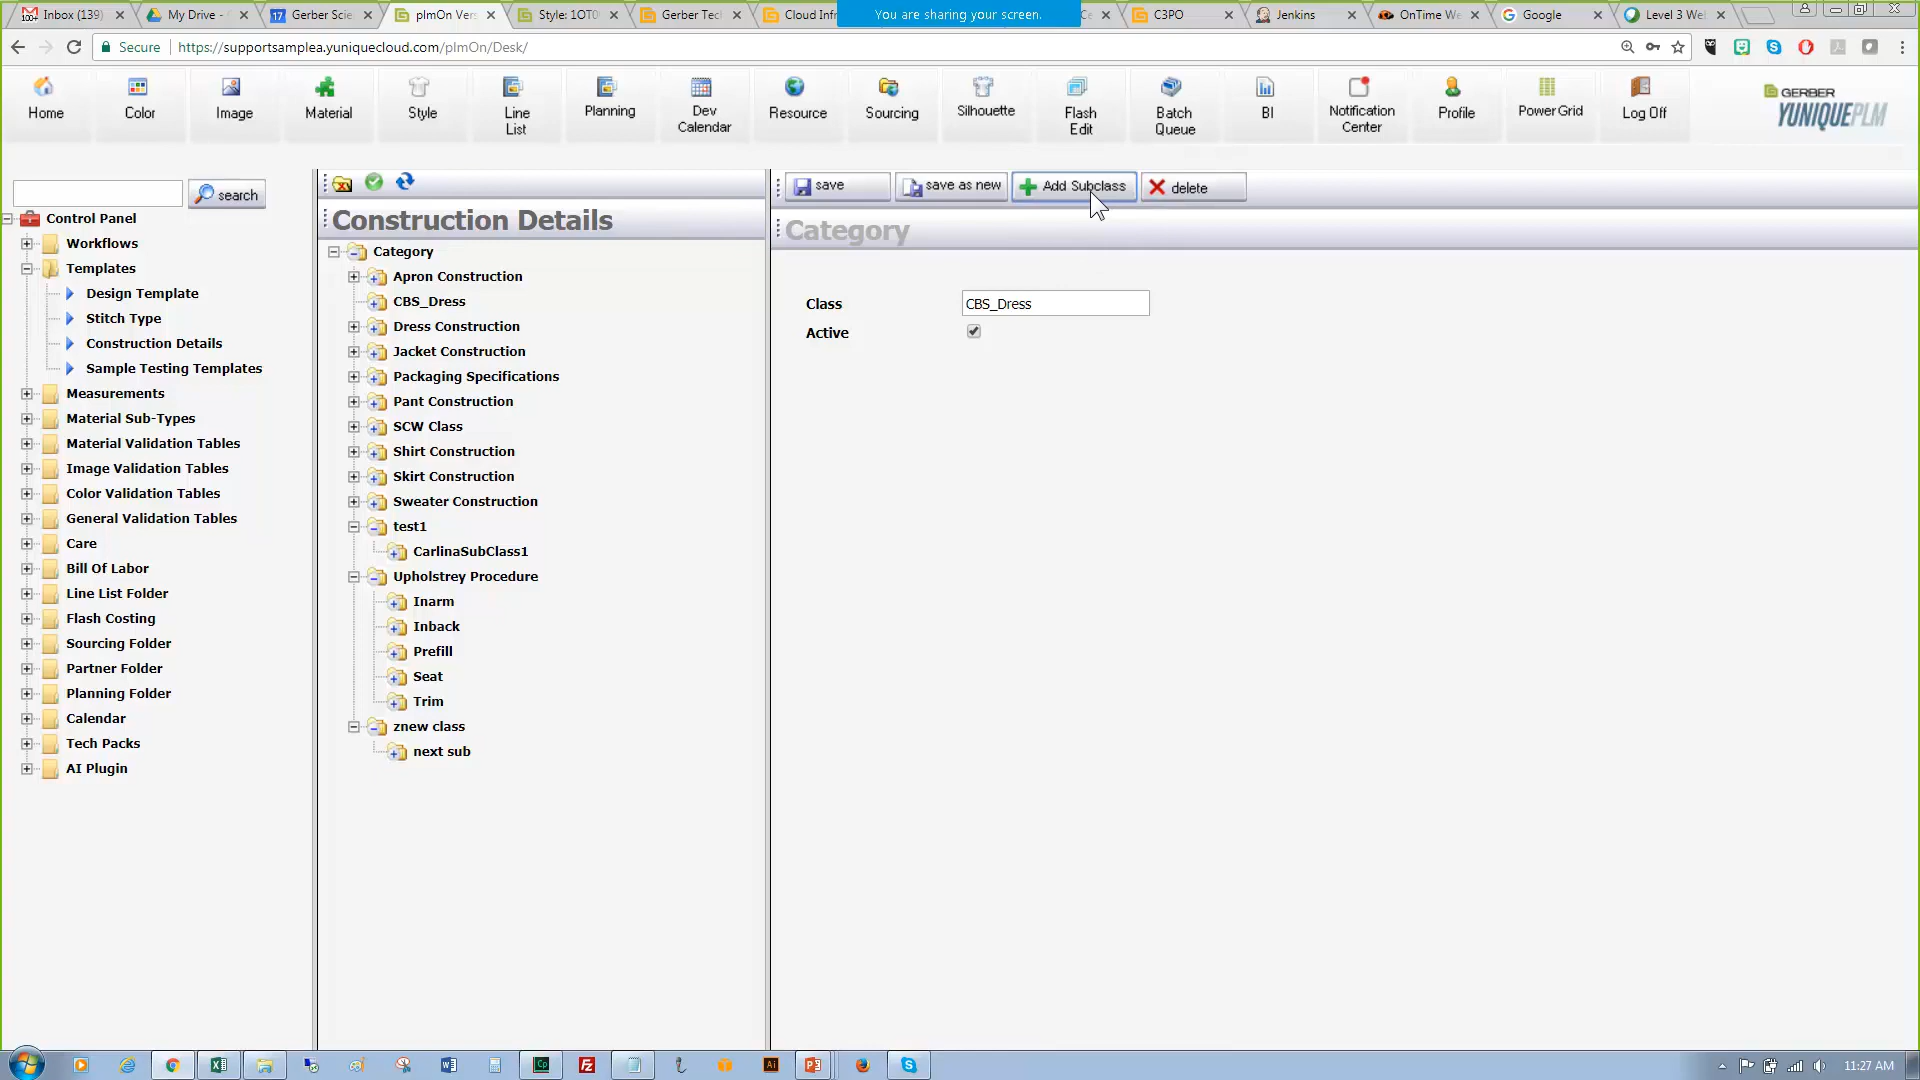 Inbox (139)
My Drive - G
Gerber Scie
plmOn Vers
Style: 1OT0
Gerber Tec
Cloud Infr
You are sharing your screen.
C3PO
Jenkins
OnTime We
Google
Level 3 We
Secure
https://supportsamplea.yuniquecloud.com/plmOn/Desk/
Home
Color
Image
Material
Style
Line List
Planning
Dev Calendar
Resource
Sourcing
Silhouette
Flash Edit
Batch Queue
BI
Notification Center
Profile
Power Grid
Log Off
GERBER
YUNIQUEPLM
search
Control Panel
Workflows
Templates
Design Template
Stitch Type
Construction Details
Sample Testing Templates
Measurements
Material Sub-Types
Material Validation Tables
Image Validation Tables
Color Validation Tables
General Validation Tables
Care
Bill Of Labor
Line List Folder
Flash Costing
Sourcing Folder
Partner Folder
Planning Folder
Calendar
Tech Packs
AI Plugin
Construction Details
Category
Apron Construction
CBS_Dress
Dress Construction
Jacket Construction
Packaging Specifications
Pant Construction
SCW Class
Shirt Construction
Skirt Construction
Sweater Construction
test1
CarlinaSubClass1
Upholstrey Procedure
Inarm
Inback
Prefill
Seat
Trim
znew class
next sub
save
save as new
Add Subclass
delete
Category
Class
CBS_Dress
Active
11:27 AM